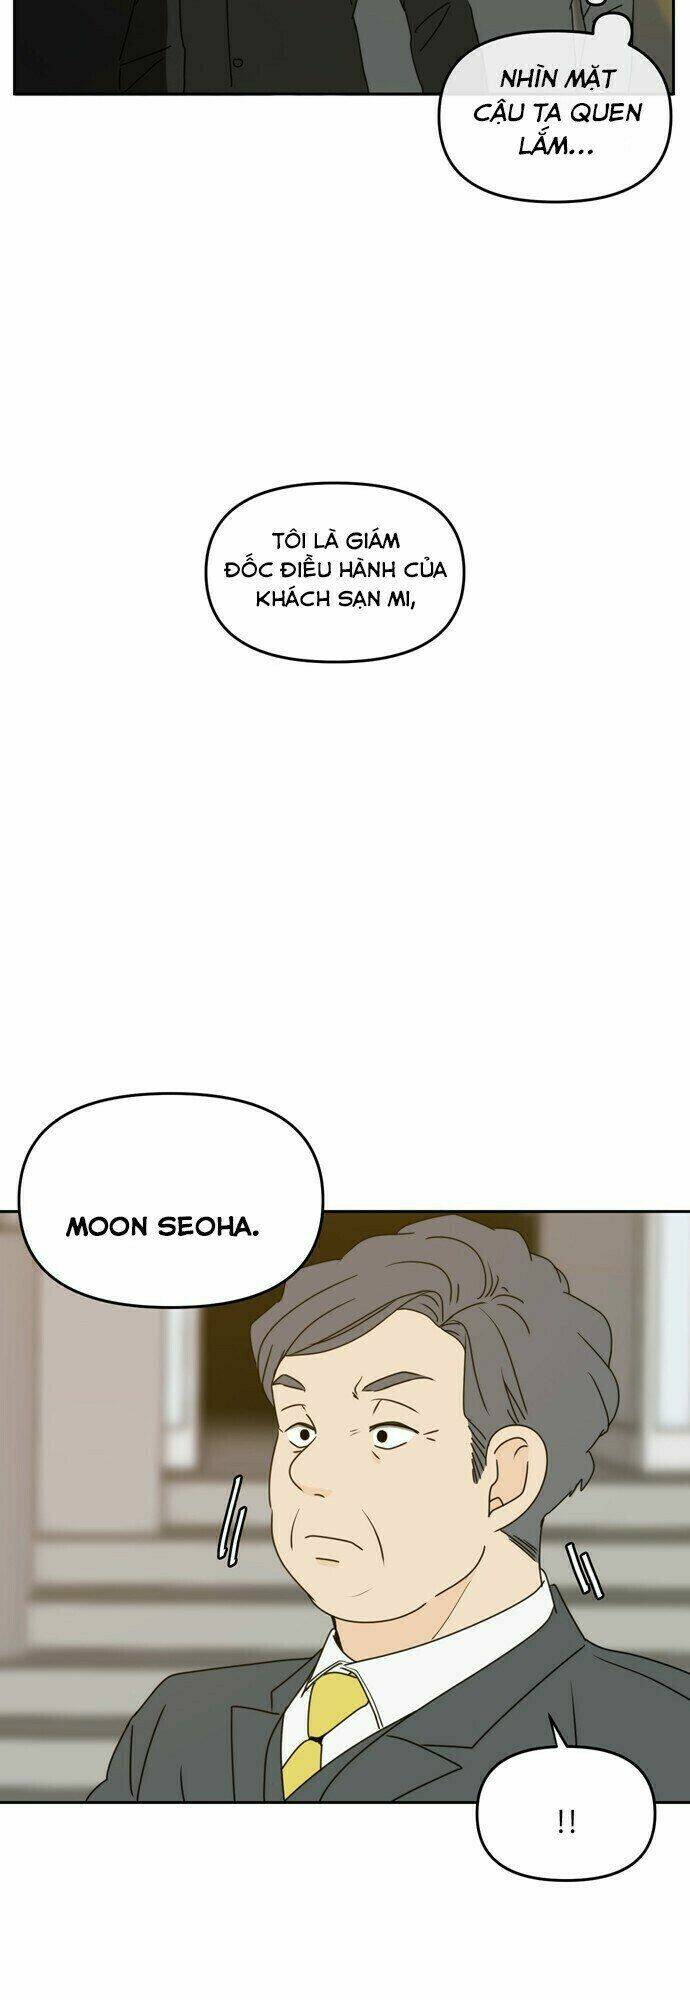 NHÌN MẶT
CẬU TA QUEN
LẮM...
TÔI LÀ GIÁM
ĐỐC ĐIỀU HÀNH CỦA
KHÁCH SẠN MI,
MOON SEOHA.
!!